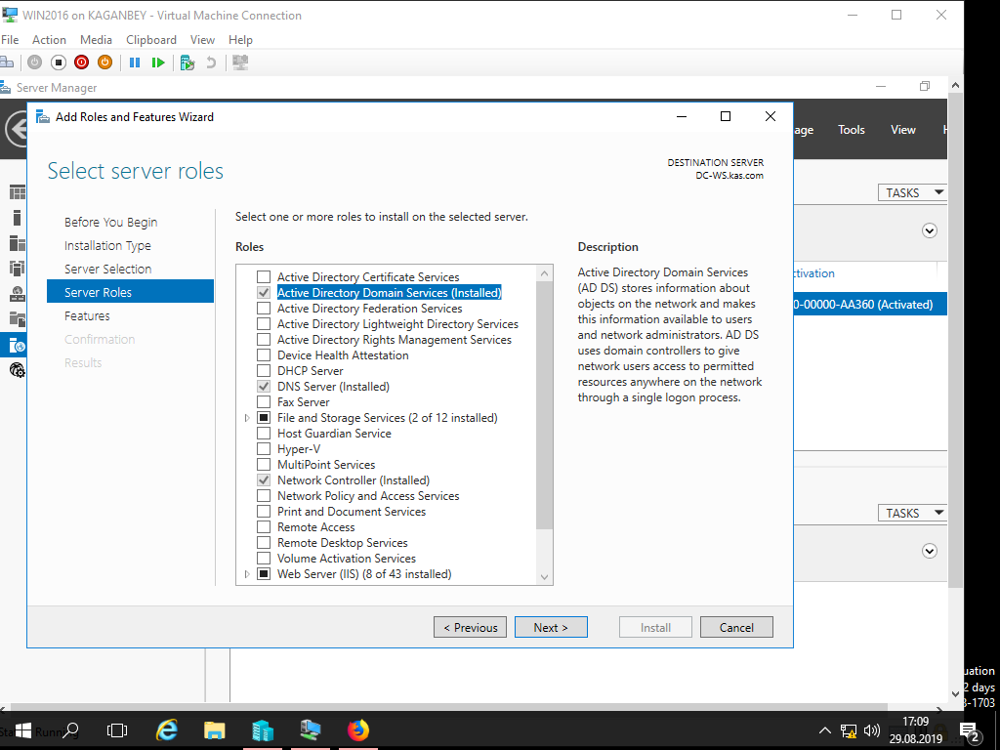 WIN2016 on KAGANBEY - Virtual Machine Connection
File Action Media Clipboard View Help
Server Manager
Add Roles and Features Wizard
age Tools View H
Select server roles
DESTINATION SERVER
DC-WS.kas.com
TASKS
Before You Begin
Installation Type
Server Selection
Server Roles
Features
Confirmation
Results
Select one or more roles to install on the selected server.
Roles
Active Directory Certificate Services
Active Directory Domain Services (Installed)
Active Directory Federation Services
Active Directory Lightweight Directory Services
Active Directory Rights Management Services
Device Health Attestation
DHCP Server
DNS Server (Installed)
Fax Server
File and Storage Services (2 of 12 installed)
Host Guardian Service
Hyper-V
MultiPoint Services
Network Controller (Installed)
Network Policy and Access Services
Print and Document Services
Remote Access
Remote Desktop Services
Volume Activation Services
Web Server (IIS) (8 of 43 installed)
Description
Active Directory Domain Services
(AD DS) stores information about
objects on the network and makes
this information available to users
and network administrators. AD DS
uses domain controllers to give
network users access to permitted
resources anywhere on the network
through a single logon process.
ctivation
0-00000-AA360 (Activated)
TASKS
< Previous Next > Install Cancel
uation
2 days
3-1703
17:09
29.08.2019
2